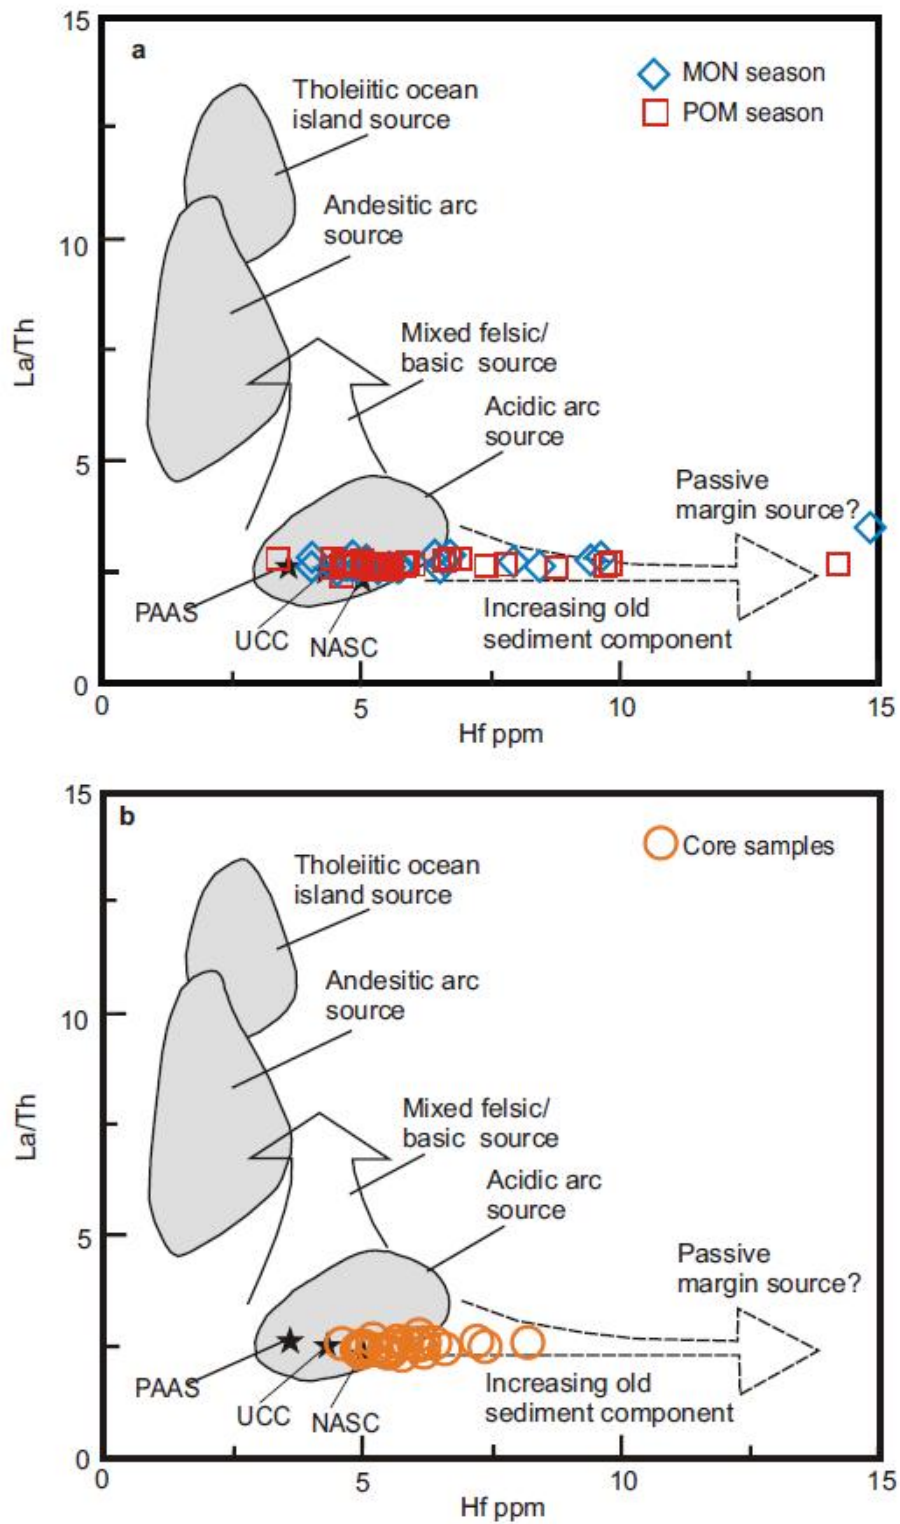 15
a
Tholeiitic ocean
island source
MON season
POM season
Andesitic arc
source
10
La/Th
Mixed felsic/
basic source
Acidic arc
source
5
Passive
margin source?
PAAS
UCC
NASC
Increasing old
sediment component
0
0
5
10
15
Hf ppm
15
b
Core samples
Tholeiitic ocean
island source
Andesitic arc
source
10
La/Th
Mixed felsic/
basic source
Acidic arc
source
5
Passive
margin source?
PAAS
UCC
NASC
Increasing old
sediment component
0
0
5
10
15
Hf ppm